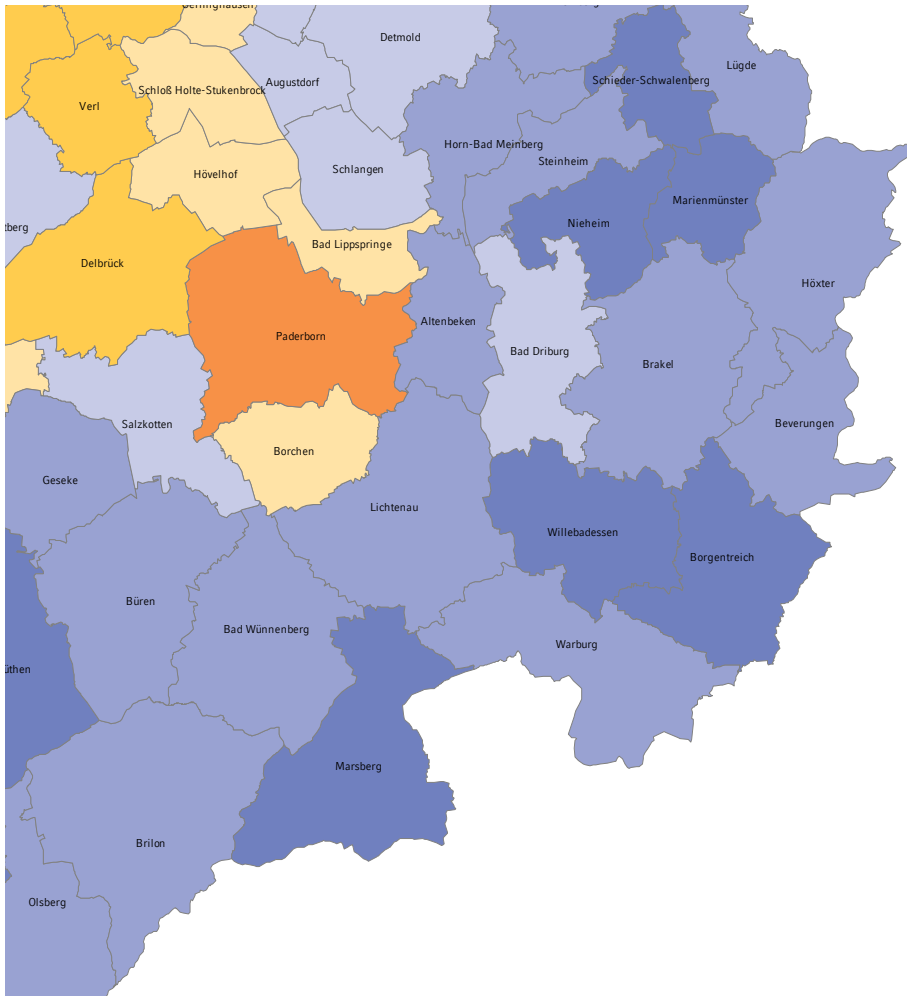 Detmold
Lügde
Augustdorf
Schieder-Schwalenberg
Schloß Holte-Stukenbrock
Verl
Horn-Bad Meinberg
Steinheim
Schlangen
Hövelhof
Marienmünster
Nieheim
zberg
Bad Lippspringe
Delbrück
Höxter
Altenbeken
Paderborn
Bad Driburg
Brakel
Salzkotten
Beverungen
Borchen
Geseke
Lichtenau
Willebadessen
Borgentreich
Büren
Bad Wünnenberg
Warburg
üthen
Marsberg
Brilon
Olsberg